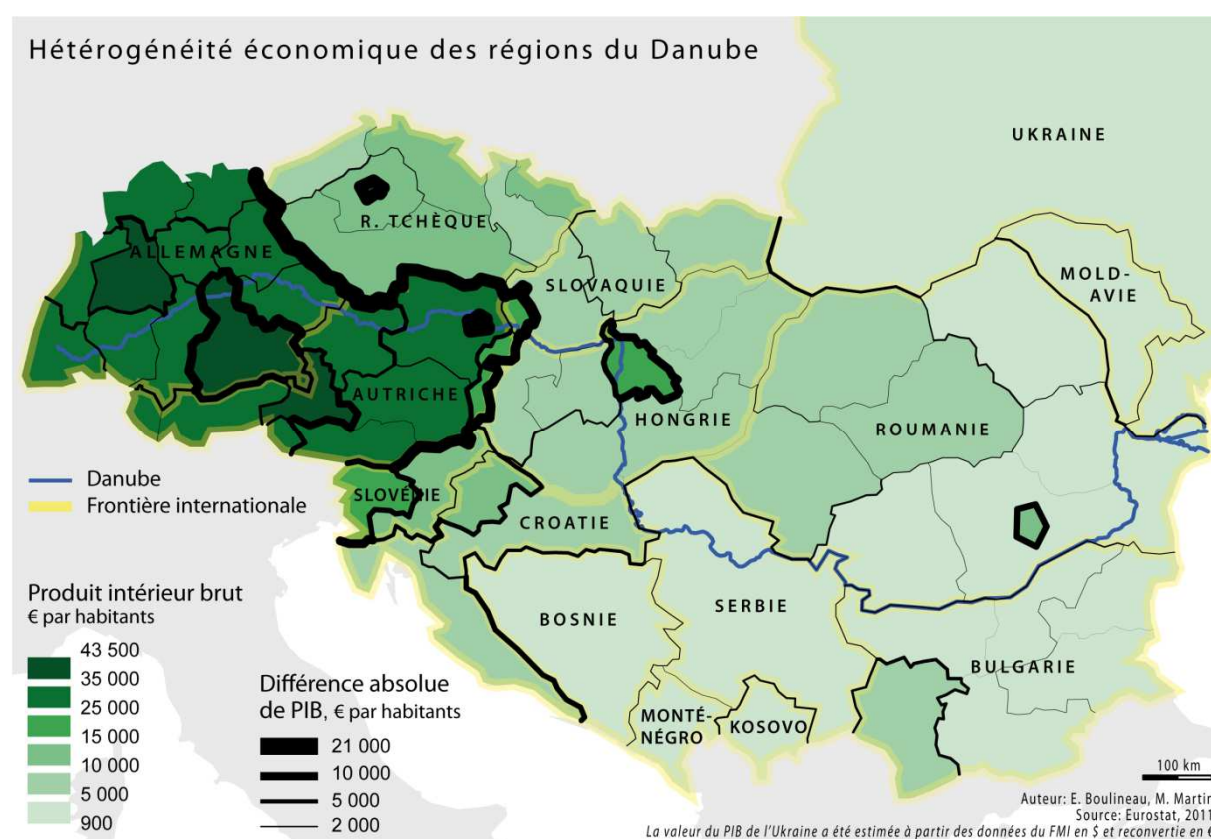 Hétérogénéité économique des régions du Danube
UKRAINE
R. TCHÈQUE
ALLEMAGNE
SLOVAQUIE
MOLD-
AVIE
AUTRICHE
HONGRIE
ROUMANIE
SLOVÉNIE
CROATIE
BOSNIE
SERBIE
BULGARIE
MONTÉ-
NÉGRO
KOSOVO
Danube
Frontière internationale
Produit intérieur brut
€ par habitants
43 500
35 000
25 000
15 000
10 000
5 000
900
Différence absolue
de PIB, € par habitants
21 000
10 000
5 000
2 000
100 km
Auteur: E. Boulineau, M. Martin
Source: Eurostat, 2011
La valeur du PIB de l'Ukraine a été estimée à partir des données du FMI en $ et reconvertie en €